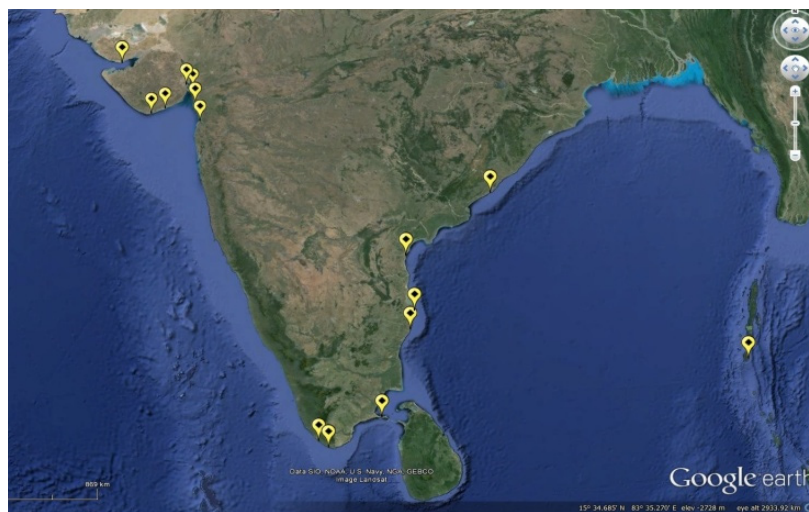 Data SIO, NOAA, U.S. Navy, NGA, GEBCO
Image Landsat
869 km
Google earth
15° 34.685' N 83° 35.270' E elev -2728 m eye alt 2933.92 km